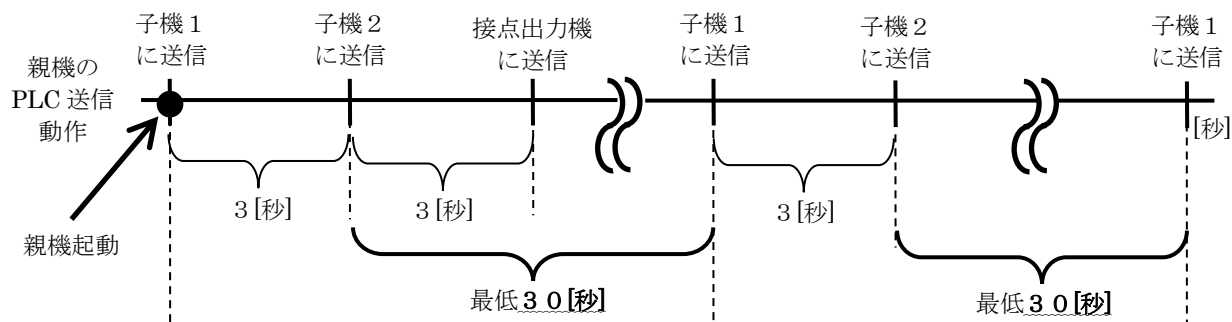 子機１
に送信
子機２
に送信
接点出力機
に送信
子機１
に送信
子機２
に送信
子機１
に送信
親機の
PLC 送信
動作
[秒]
３[秒]
３[秒]
３[秒]
親機起動
最低３０[秒]
最低３０[秒]